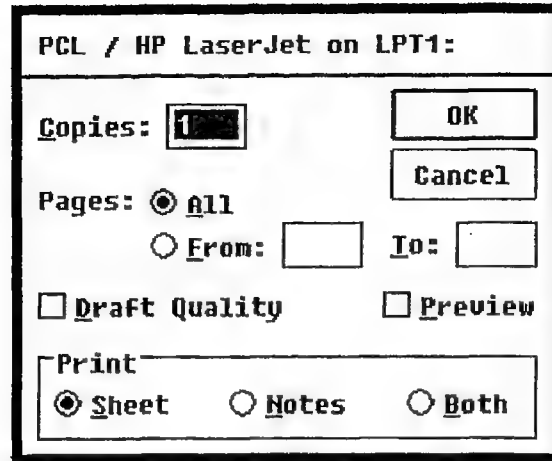 PCL / HP LaserJet on LPT1:
Copies: 1 OK
Cancel
Pages: All
From: To:
Draft Quality Preview
Print
Sheet Notes Both